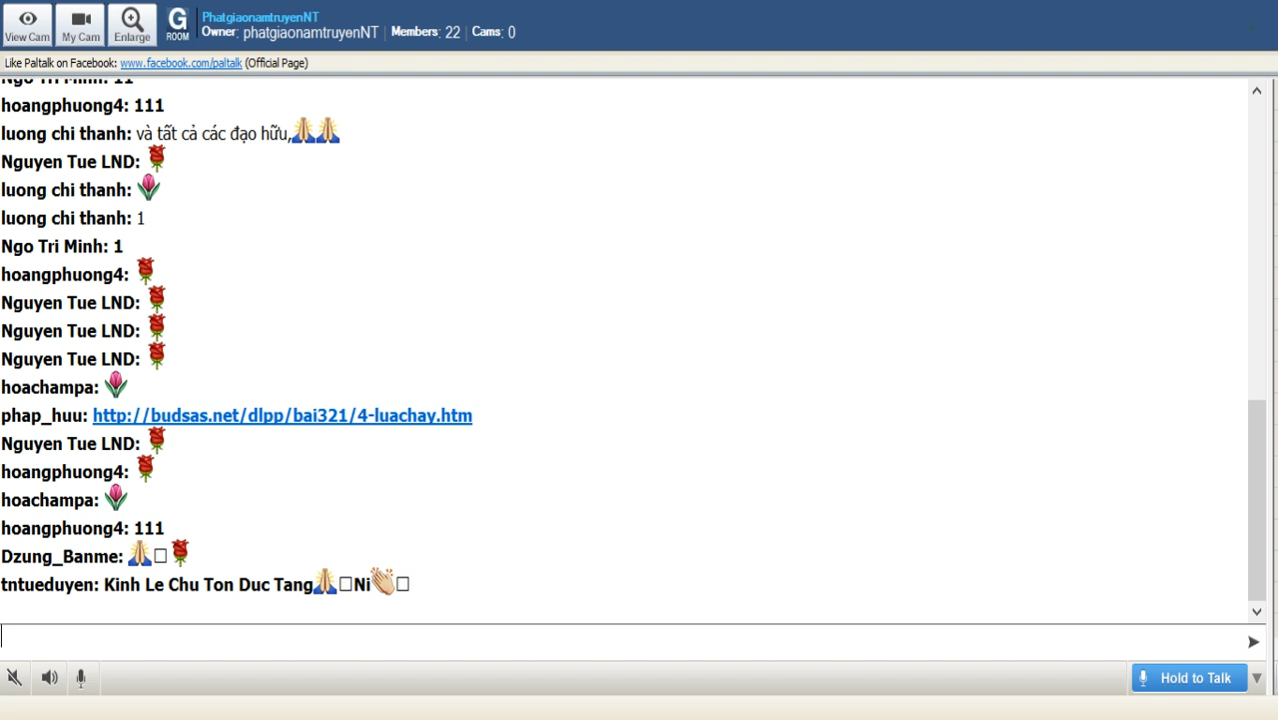 View Cam
My Cam
Enlarge
G
ROOM
PhatgiaonamtruyenNT
Owner: phatgiaonamtruyenNT | Members: 22 | Cams: 0
Like Paltalk on Facebook: www.facebook.com/paltalk (Official Page)
Ngo Tri Minh: 11
hoangphuong4: 111
luong chi thanh: và tất cả các đạo hữu,🙏🙏
Nguyen Tue LND: 🌹
luong chi thanh: 🌷
luong chi thanh: 1
Ngo Tri Minh: 1
hoangphuong4: 🌹
Nguyen Tue LND: 🌹
Nguyen Tue LND: 🌹
Nguyen Tue LND: 🌹
hoachampa: 🌷
phap_huu: http://budsas.net/dlpp/bai321/4-luachay.htm
Nguyen Tue LND: 🌹
hoangphuong4: 🌹
hoachampa: 🌷
hoangphuong4: 111
Dzung_Banme: 🙏□🌹
tntueduyen: Kinh Le Chu Ton Duc Tang🙏□Ni👏□
Hold to Talk